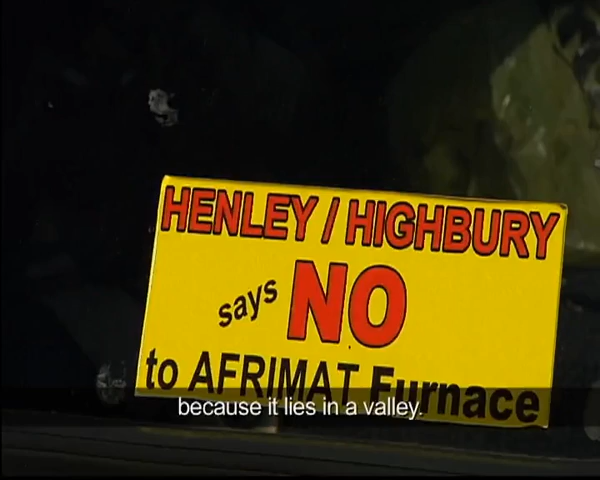 HENLEY / HIGHBURY
says NO
to AFRIMAT Furnace
because it lies in a valley.